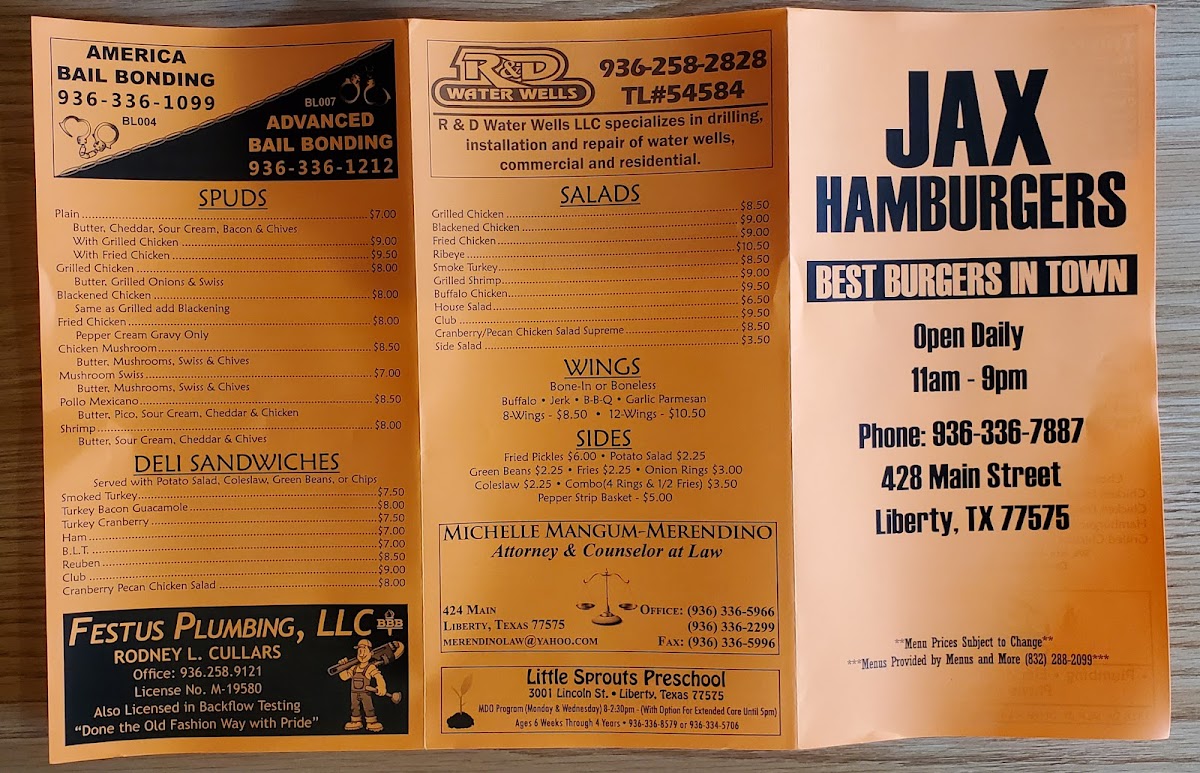 AMERICA
BAIL BONDING
936-336-1099
BL004
BL007
ADVANCED
BAIL BONDING
936-336-1212
SPUDS
Plain $7.00
Butter, Cheddar, Sour Cream, Bacon & Chives
With Grilled Chicken $9.00
With Fried Chicken $9.50
Grilled Chicken $8.00
Butter, Grilled Onions & Swiss
Blackened Chicken $8.00
Same as Grilled add Blackening
Fried Chicken $8.00
Pepper Cream Gravy Only
Chicken Mushroom $8.50
Butter, Mushrooms, Swiss & Chives
Mushroom Swiss $7.00
Butter, Mushrooms, Swiss & Chives
Pollo Mexicano $8.50
Butter, Pico, Sour Cream, Cheddar & Chicken
Shrimp $8.00
Butter, Sour Cream, Cheddar & Chives
DELI SANDWICHES
Served with Potato Salad, Coleslaw, Green Beans, or Chips
Smoked Turkey $7.50
Turkey Bacon Guacamole $8.00
Turkey Cranberry $7.50
Ham $7.00
B.L.T. $7.00
Reuben $8.50
Club $9.00
Cranberry Pecan Chicken Salad $8.00
FESTUS PLUMBING, LLC
BBB
RODNEY L. CULLARS
Office: 936.258.9121
License No. M-19580
Also Licensed in Backflow Testing
"Done the Old Fashion Way with Pride"
R&D
WATER WELLS
936-258-2828
TL#54584
R & D Water Wells LLC specializes in drilling,
installation and repair of water wells,
commercial and residential.
SALADS
Grilled Chicken $8.50
Blackened Chicken $9.00
Fried Chicken $9.00
Ribeye $10.50
Smoke Turkey $8.50
Grilled Shrimp $9.00
Buffalo Chicken $9.50
House Salad $6.50
Club $9.50
Cranberry/Pecan Chicken Salad Supreme $8.50
Side Salad $3.50
WINGS
Bone-In or Boneless
Buffalo • Jerk • B-B-Q • Garlic Parmesan
8-Wings - $8.50 • 12-Wings - $10.50
SIDES
Fried Pickles $6.00 • Potato Salad $2.25
Green Beans $2.25 • Fries $2.25 • Onion Rings $3.00
Coleslaw $2.25 • Combo(4 Rings & 1/2 Fries) $3.50
Pepper Strip Basket - $5.00
MICHELLE MANGUM-MERENDINO
Attorney & Counselor at Law
424 MAIN
LIBERTY, TEXAS 77575
MERENDINOLAW@YAHOO.COM
OFFICE: (936) 336-5966
(936) 336-2299
FAX: (936) 336-5996
Little Sprouts Preschool
3001 Lincoln St. • Liberty, Texas 77575
MDO Program (Monday & Wednesday) 8-2:30pm - (With Option For Extended Care Until 5pm)
Ages 6 Weeks Through 4 Years • 936-336-8579 or 936-334-5706
JAX
HAMBURGERS
BEST BURGERS IN TOWN
Open Daily
11am - 9pm
Phone: 936-336-7887
428 Main Street
Liberty, TX 77575
**Menu Prices Subject to Change**
***Menus Provided by Menus and More (832) 288-2099***